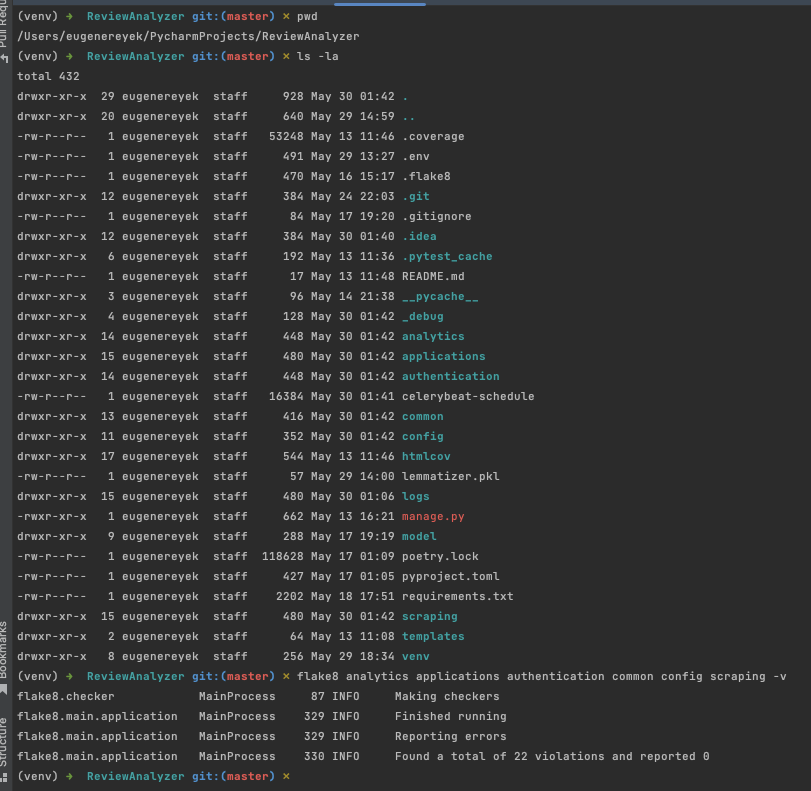 (venv) ➜  ReviewAnalyzer git:(master) ✗ pwd
/Users/eugenereyek/PycharmProjects/ReviewAnalyzer
(venv) ➜  ReviewAnalyzer git:(master) ✗ ls -la
total 432
drwxr-xr-x  29 eugenereyek  staff     928 May 30 01:42 .
drwxr-xr-x  20 eugenereyek  staff     640 May 29 14:59 ..
-rw-r--r--   1 eugenereyek  staff   53248 May 13 11:46 .coverage
-rw-r--r--   1 eugenereyek  staff     491 May 29 13:27 .env
-rw-r--r--   1 eugenereyek  staff     470 May 16 15:17 .flake8
drwxr-xr-x  12 eugenereyek  staff     384 May 24 22:03 .git
-rw-r--r--   1 eugenereyek  staff      84 May 17 19:20 .gitignore
drwxr-xr-x  12 eugenereyek  staff     384 May 30 01:40 .idea
drwxr-xr-x   6 eugenereyek  staff     192 May 13 11:36 .pytest_cache
-rw-r--r--   1 eugenereyek  staff      17 May 13 11:48 README.md
drwxr-xr-x   3 eugenereyek  staff      96 May 14 21:38 __pycache__
drwxr-xr-x   4 eugenereyek  staff     128 May 30 01:42 _debug
drwxr-xr-x  14 eugenereyek  staff     448 May 30 01:42 analytics
drwxr-xr-x  15 eugenereyek  staff     480 May 30 01:42 applications
drwxr-xr-x  14 eugenereyek  staff     448 May 30 01:42 authentication
-rw-r--r--   1 eugenereyek  staff   16384 May 30 01:41 celerybeat-schedule
drwxr-xr-x  13 eugenereyek  staff     416 May 30 01:42 common
drwxr-xr-x  11 eugenereyek  staff     352 May 30 01:42 config
drwxr-xr-x  17 eugenereyek  staff     544 May 13 11:46 htmlcov
-rw-r--r--   1 eugenereyek  staff      57 May 29 14:00 lemmatizer.pkl
drwxr-xr-x  15 eugenereyek  staff     480 May 30 01:06 logs
-rwxr-xr-x   1 eugenereyek  staff     662 May 13 16:21 manage.py
drwxr-xr-x   9 eugenereyek  staff     288 May 17 19:19 model
-rw-r--r--   1 eugenereyek  staff  118628 May 17 01:09 poetry.lock
-rw-r--r--   1 eugenereyek  staff     427 May 17 01:05 pyproject.toml
-rw-r--r--   1 eugenereyek  staff    2202 May 18 17:51 requirements.txt
drwxr-xr-x  15 eugenereyek  staff     480 May 30 01:42 scraping
drwxr-xr-x   2 eugenereyek  staff      64 May 13 11:08 templates
drwxr-xr-x   8 eugenereyek  staff     256 May 29 18:34 venv
(venv) ➜  ReviewAnalyzer git:(master) ✗ flake8 analytics applications authentication common config scraping -v
flake8.checker            MainProcess     87 INFO     Making checkers
flake8.main.application   MainProcess    329 INFO     Finished running
flake8.main.application   MainProcess    329 INFO     Reporting errors
flake8.main.application   MainProcess    330 INFO     Found a total of 22 violations and reported 0
(venv) ➜  ReviewAnalyzer git:(master) ✗
Pull Requ
Bookmarks
Structure